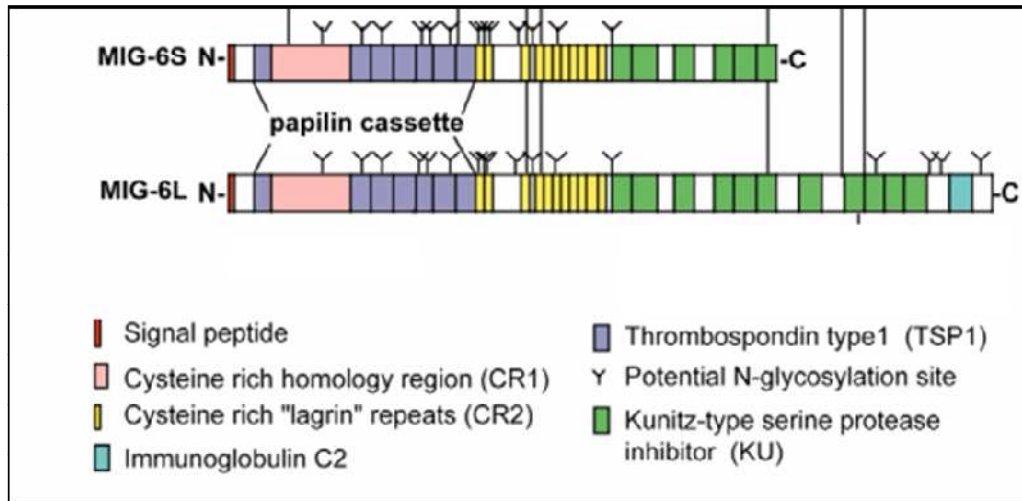 MIG-6S N- -C
papilin cassette
MIG-6L N- -C
Signal peptide
Cysteine rich homology region (CR1)
Cysteine rich "lagrin" repeats (CR2)
Immunoglobulin C2
Thrombospondin type1 (TSP1)
Potential N-glycosylation site
Kunitz-type serine protease
inhibitor (KU)